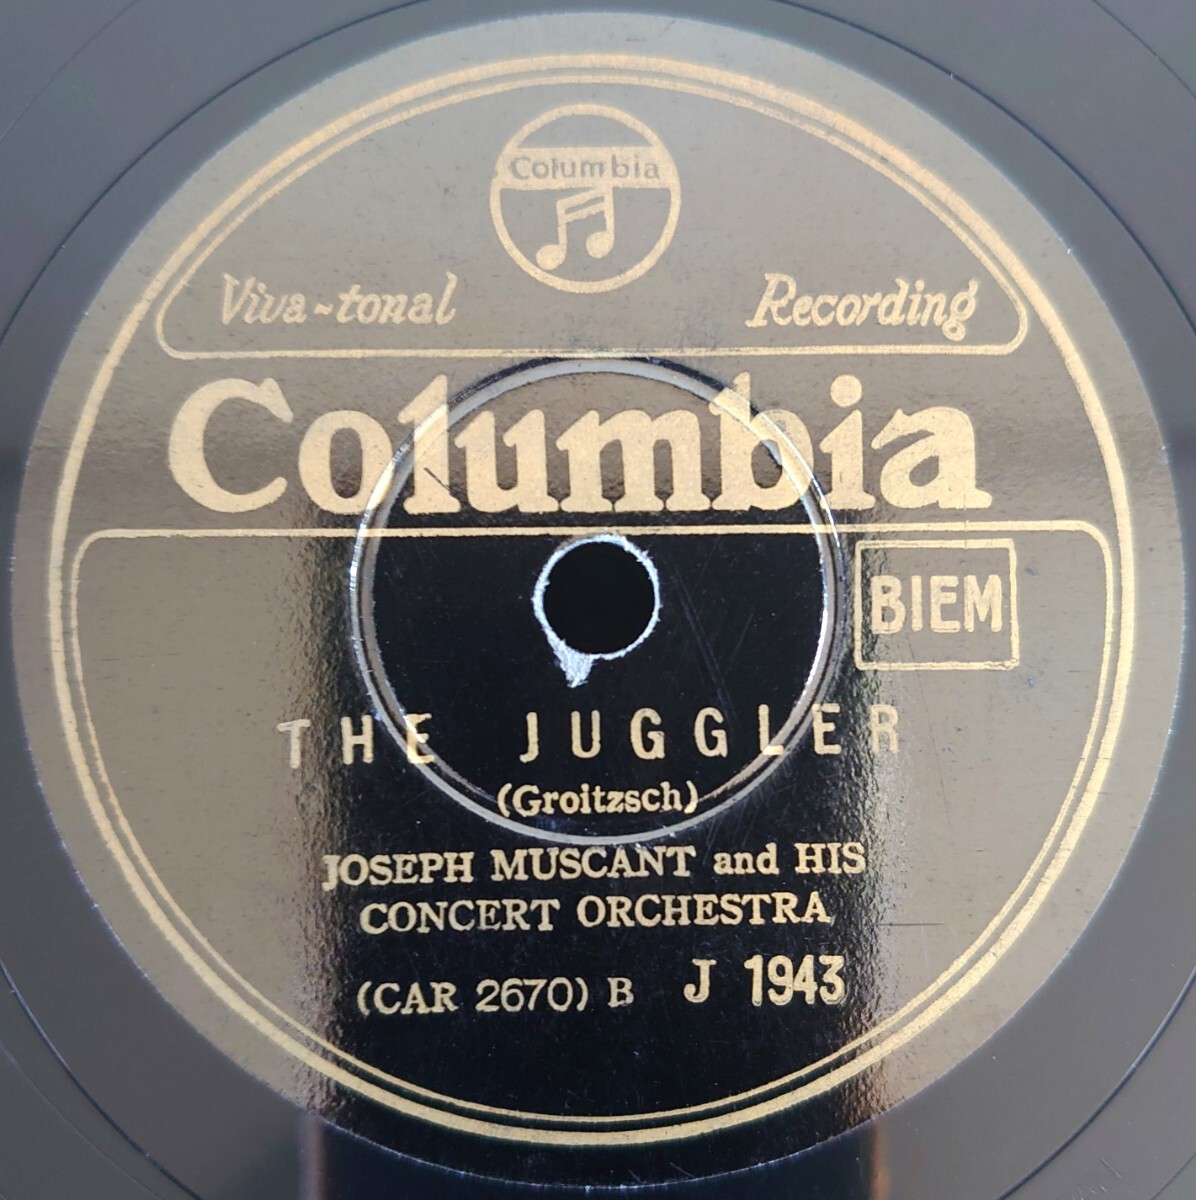 Columbia
Viva-tonal Recording
Columbia
BIEM
THE JUGGLER
(Groitzsch)
JOSEPH MUSCANT and HIS
CONCERT ORCHESTRA
(CAR 2670) B J 1943